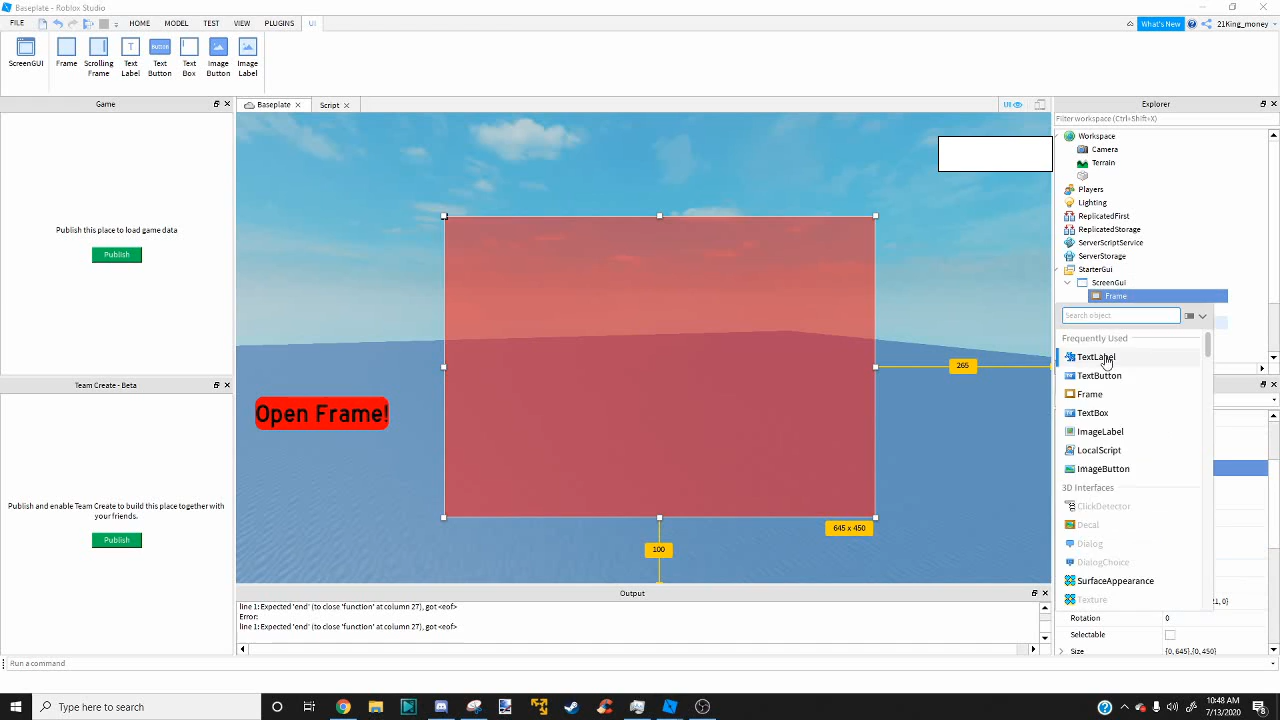 Baseplate - Roblox Studio
FILE
HOME
MODEL
TEST
VIEW
PLUGINS
UI
What's New
21King_money
ScreenGUI
Frame
Scrolling
Frame
Text
Label
Button
Text
Button
Text
Box
Image
Button
Image
Label
Game
Baseplate
Script
UI
Explorer
Filter workspace (Ctrl+Shift+X)
Workspace
Camera
Terrain
Players
Lighting
ReplicatedFirst
ReplicatedStorage
ServerScriptService
ServerStorage
StarterGui
ScreenGui
Frame
Search object
Frequently Used
TextLabel
TextButton
Frame
TextBox
ImageLabel
LocalScript
ImageButton
3D Interfaces
ClickDetector
Decal
Dialog
DialogChoice
SurfaceAppearance
Texture
Rotation
0
Selectable
Size
{0, 645},{0, 450}
Publish this place to load game data
Publish
Team Create - Beta
Publish and enable Team Create to build this place together with
your friends.
Publish
Open Frame!
265
645 x 450
100
Output
line 1: Expected 'end' (to close 'function' at column 27), got <eof>
Error:
line 1: Expected 'end' (to close 'function' at column 27), got <eof>
Run a command
Type here to search
10:48 AM
7/13/2020